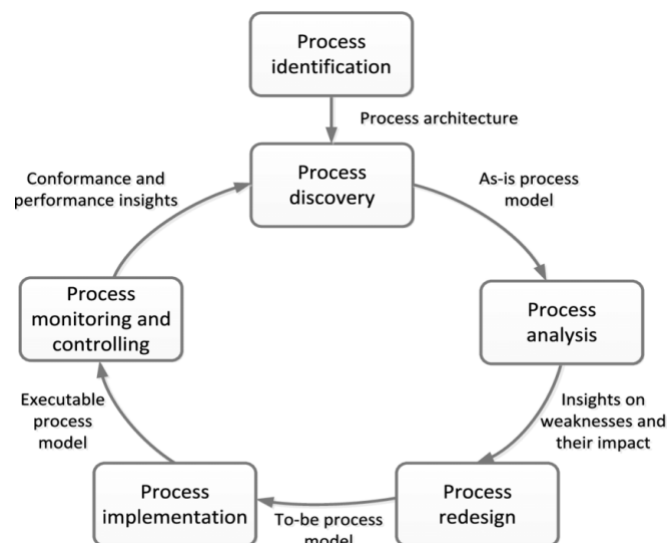 Process
identification
Process architecture
Process
discovery
Conformance and
performance insights
As-is process
model
Process
monitoring and
controlling
Process
analysis
Executable
process
model
Insights on
weaknesses and
their impact
Process
implementation
To-be process
model
Process
redesign